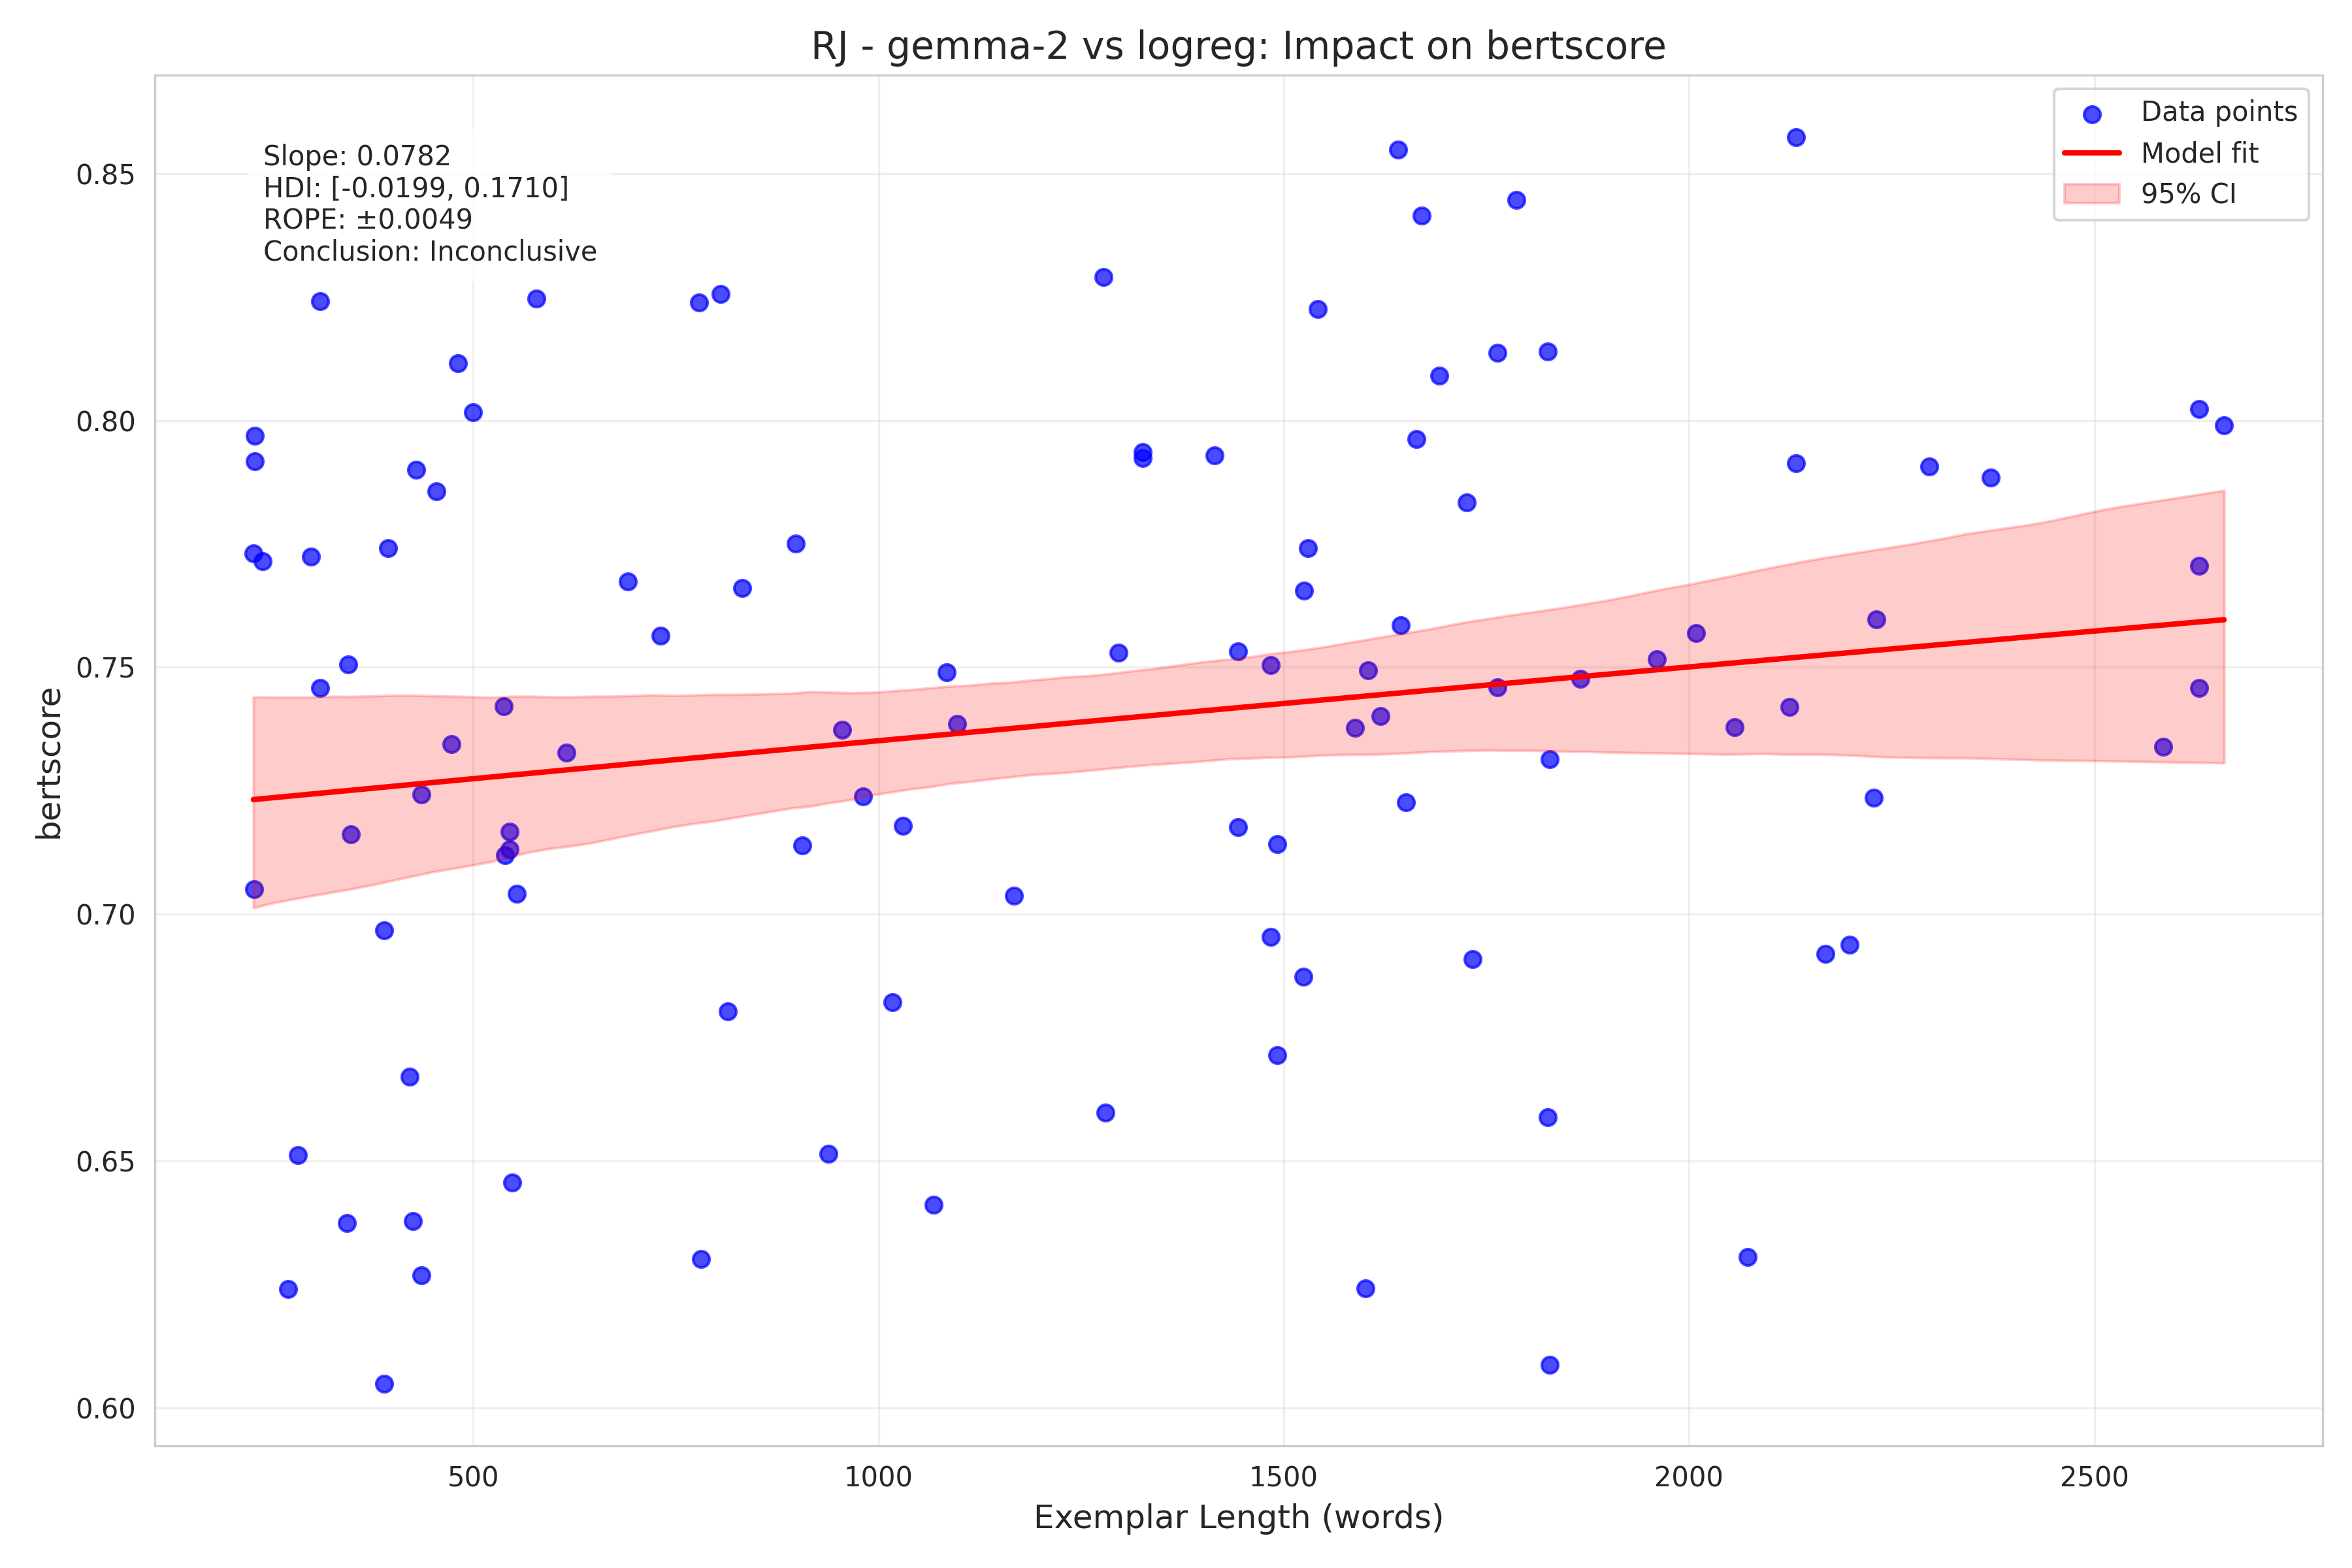 RJ - gemma-2 vs logreg: Impact on bertscore
Slope: 0.0782
HDI: [-0.0199, 0.1710]
ROPE: ±0.0049
Conclusion: Inconclusive
Data points
Model fit
95% CI
bertscore
0.85
0.80
0.75
0.70
0.65
0.60
500
1000
1500
2000
2500
Exemplar Length (words)